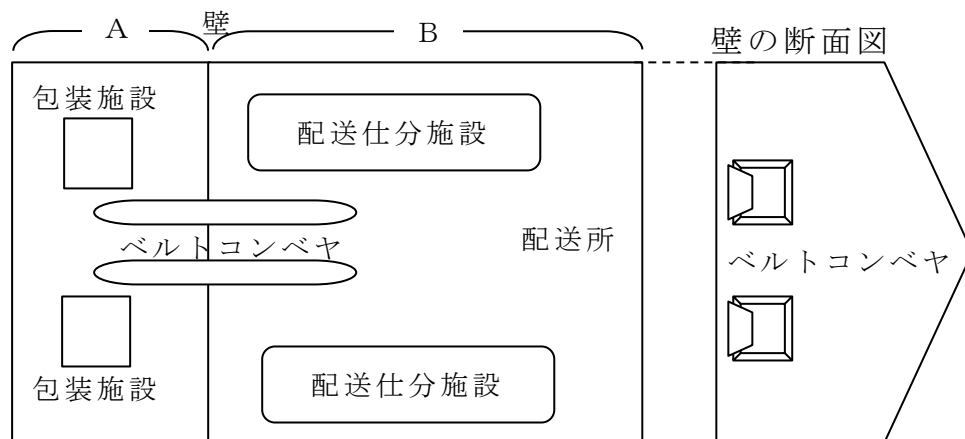 A
壁
B
壁の断面図
包装施設
配送仕分施設
ベルトコンベヤ
配送所
ベルトコンベヤ
包装施設
配送仕分施設